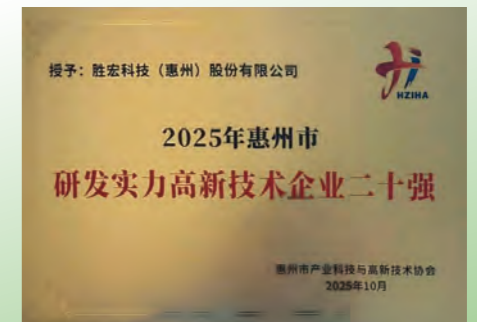 授予：胜宏科技（惠州）股份有限公司
HZIHA
2025年惠州市
研发实力高新技术企业二十强
惠州市产业科技与高新技术协会
2025年10月